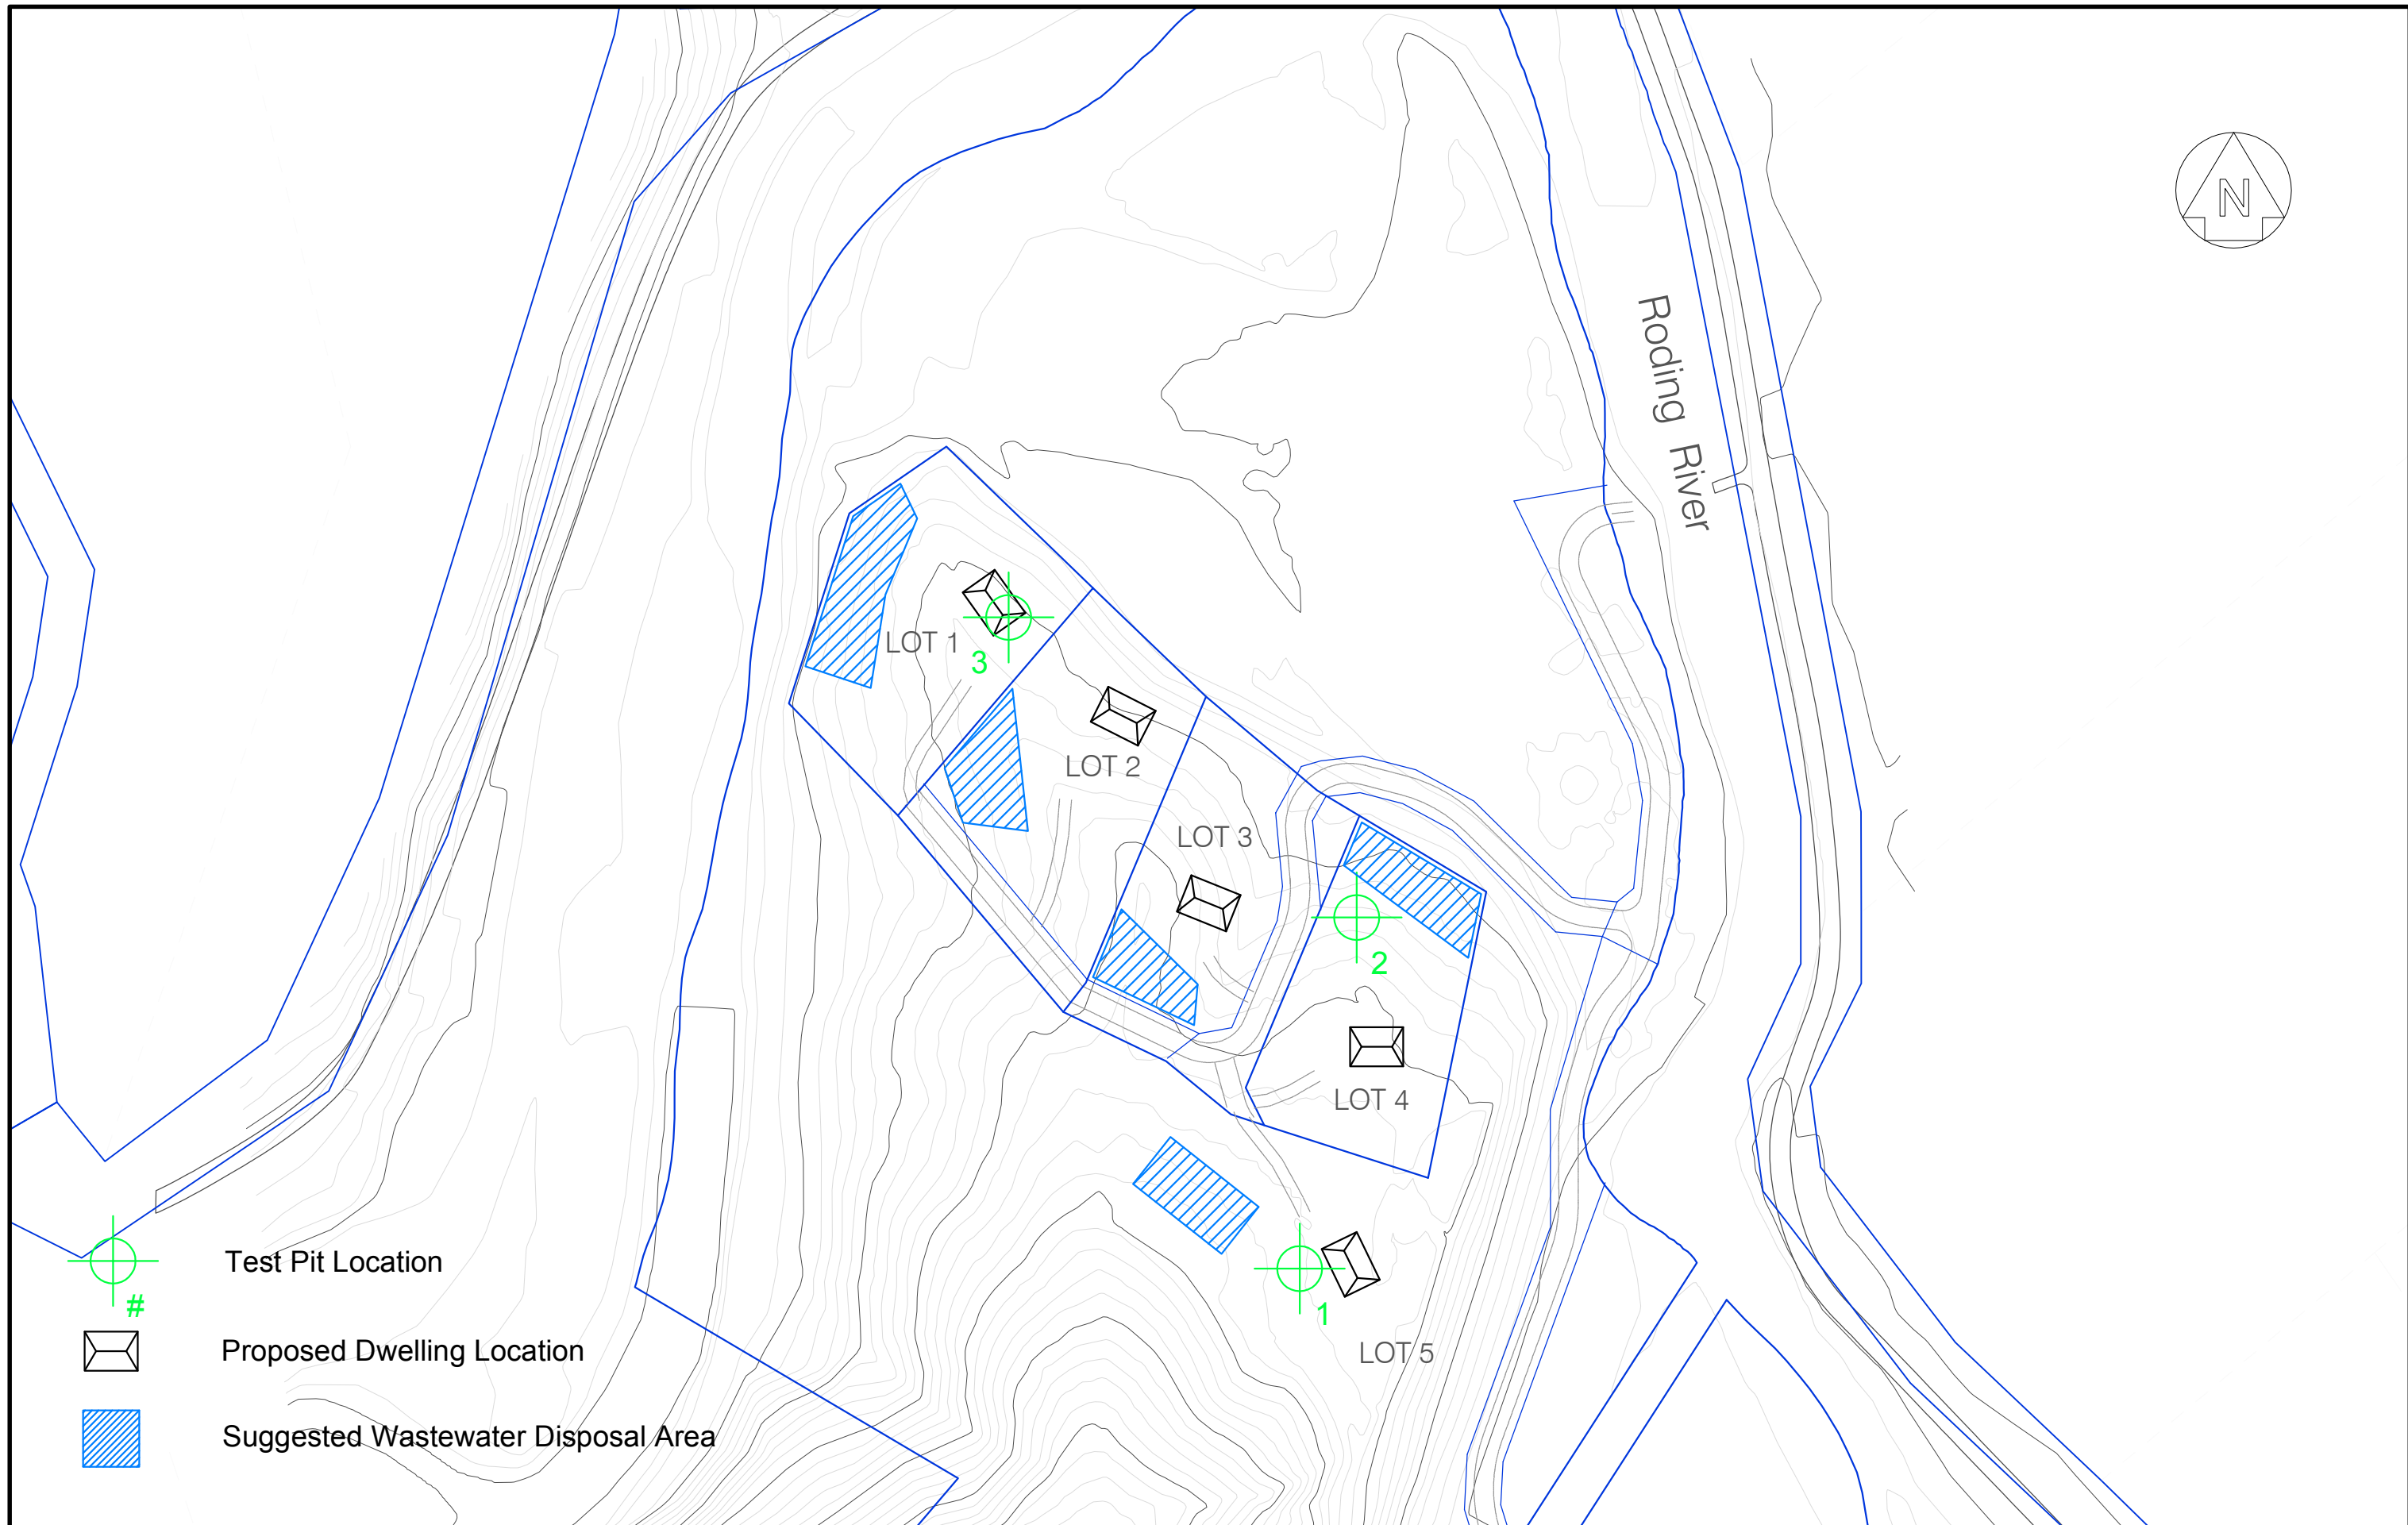 N
Roding River
LOT 1
3
LOT 2
LOT 3
2
LOT 4
1
LOT 5
Test Pit Location
#
Proposed Dwelling Location
Suggested Wastewater Disposal Area